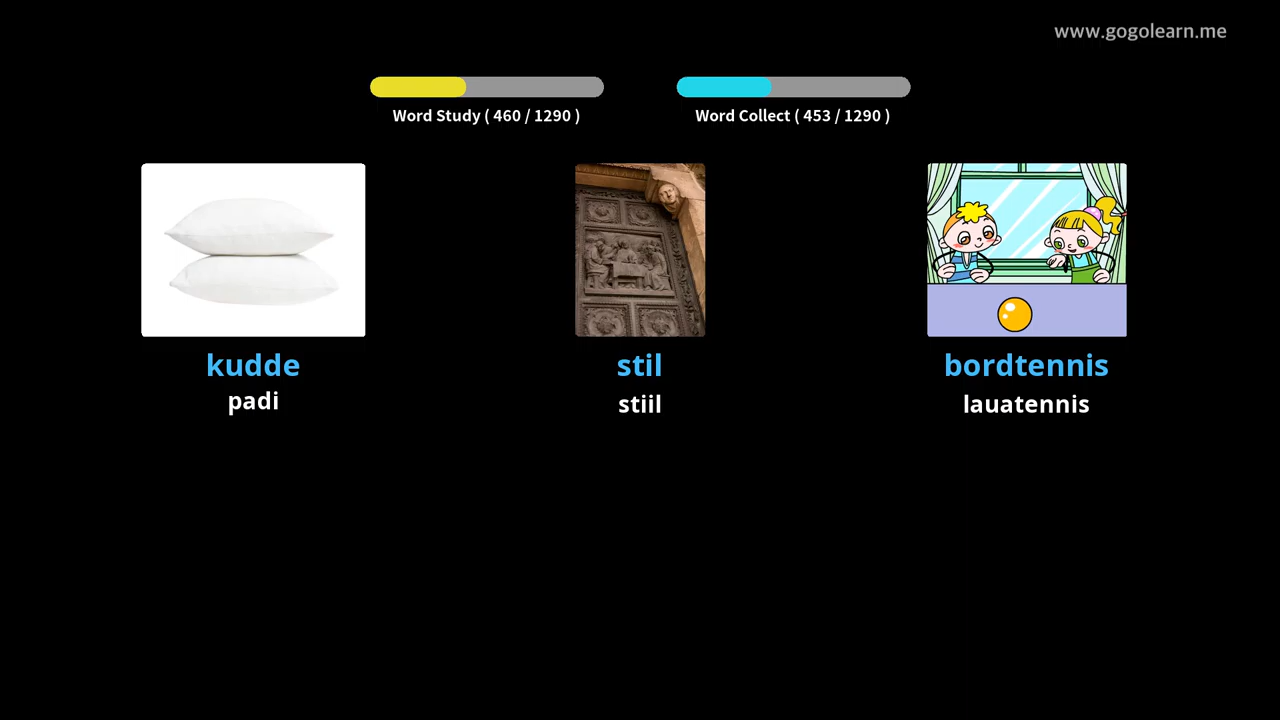 www.gogolearn.me
Word Study ( 460 / 1290 )
Word Collect ( 453 / 1290 )
kudde
padi
stil
stiil
bordtennis
lauatennis